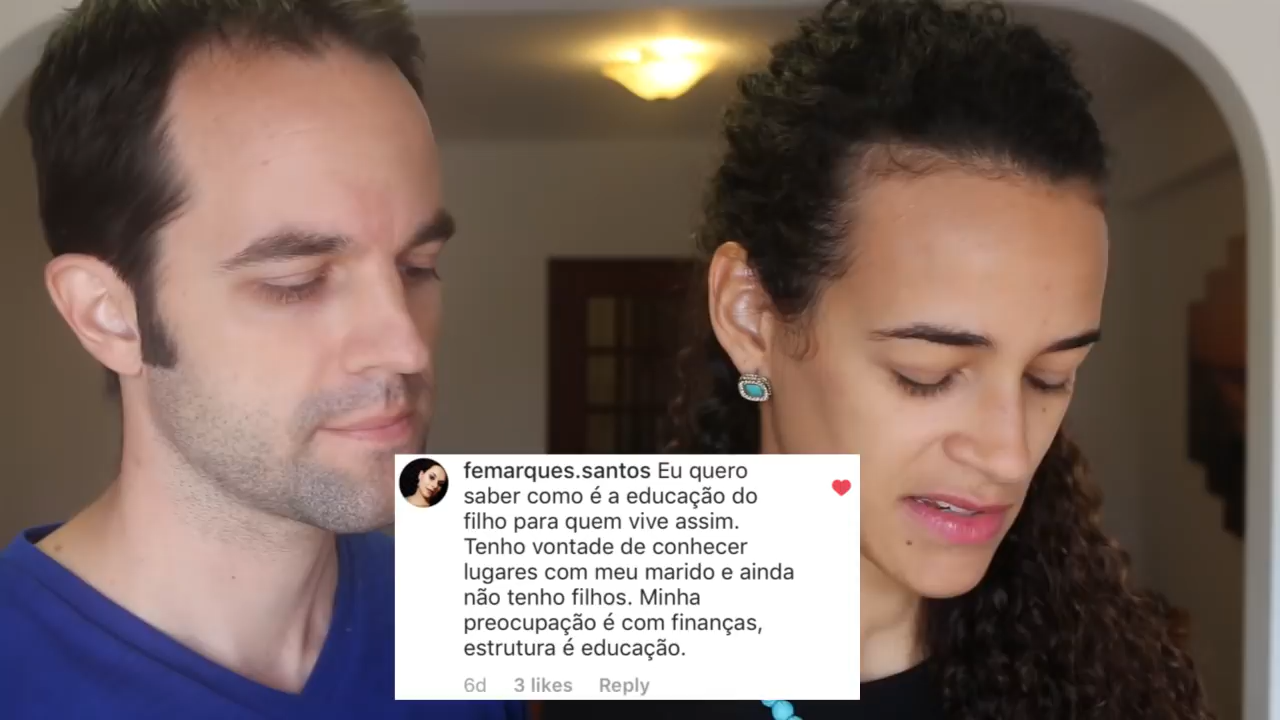 femarques.santos Eu quero
saber como é a educação do
filho para quem vive assim.
Tenho vontade de conhecer
lugares com meu marido e ainda
não tenho filhos. Minha
preocupação é com finanças,
estrutura é educação.
6d 3 likes Reply